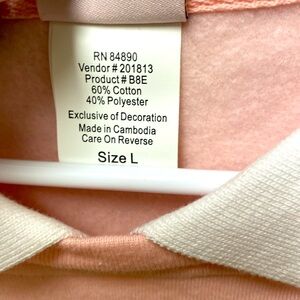 RN 84890
Vendor # 201813
Product # B8E
60% Cotton
40% Polyester
Exclusive of Decoration
Made in Cambodia
Care On Reverse
Size L